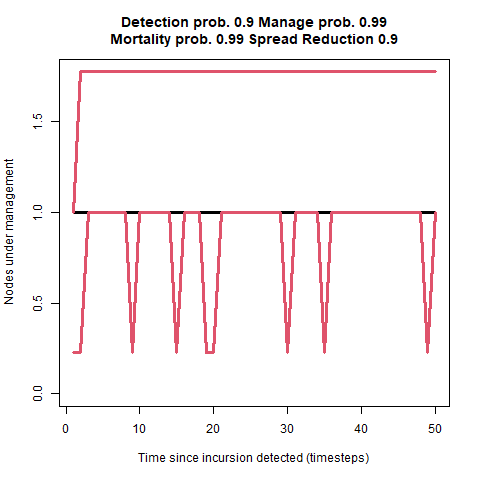 Detection prob. 0.9 Manage prob. 0.99
Mortality prob. 0.99 Spread Reduction 0.9
Nodes under management
1.5
1.0
0.5
0.0
0 10 20 30 40 50
Time since incursion detected (timesteps)